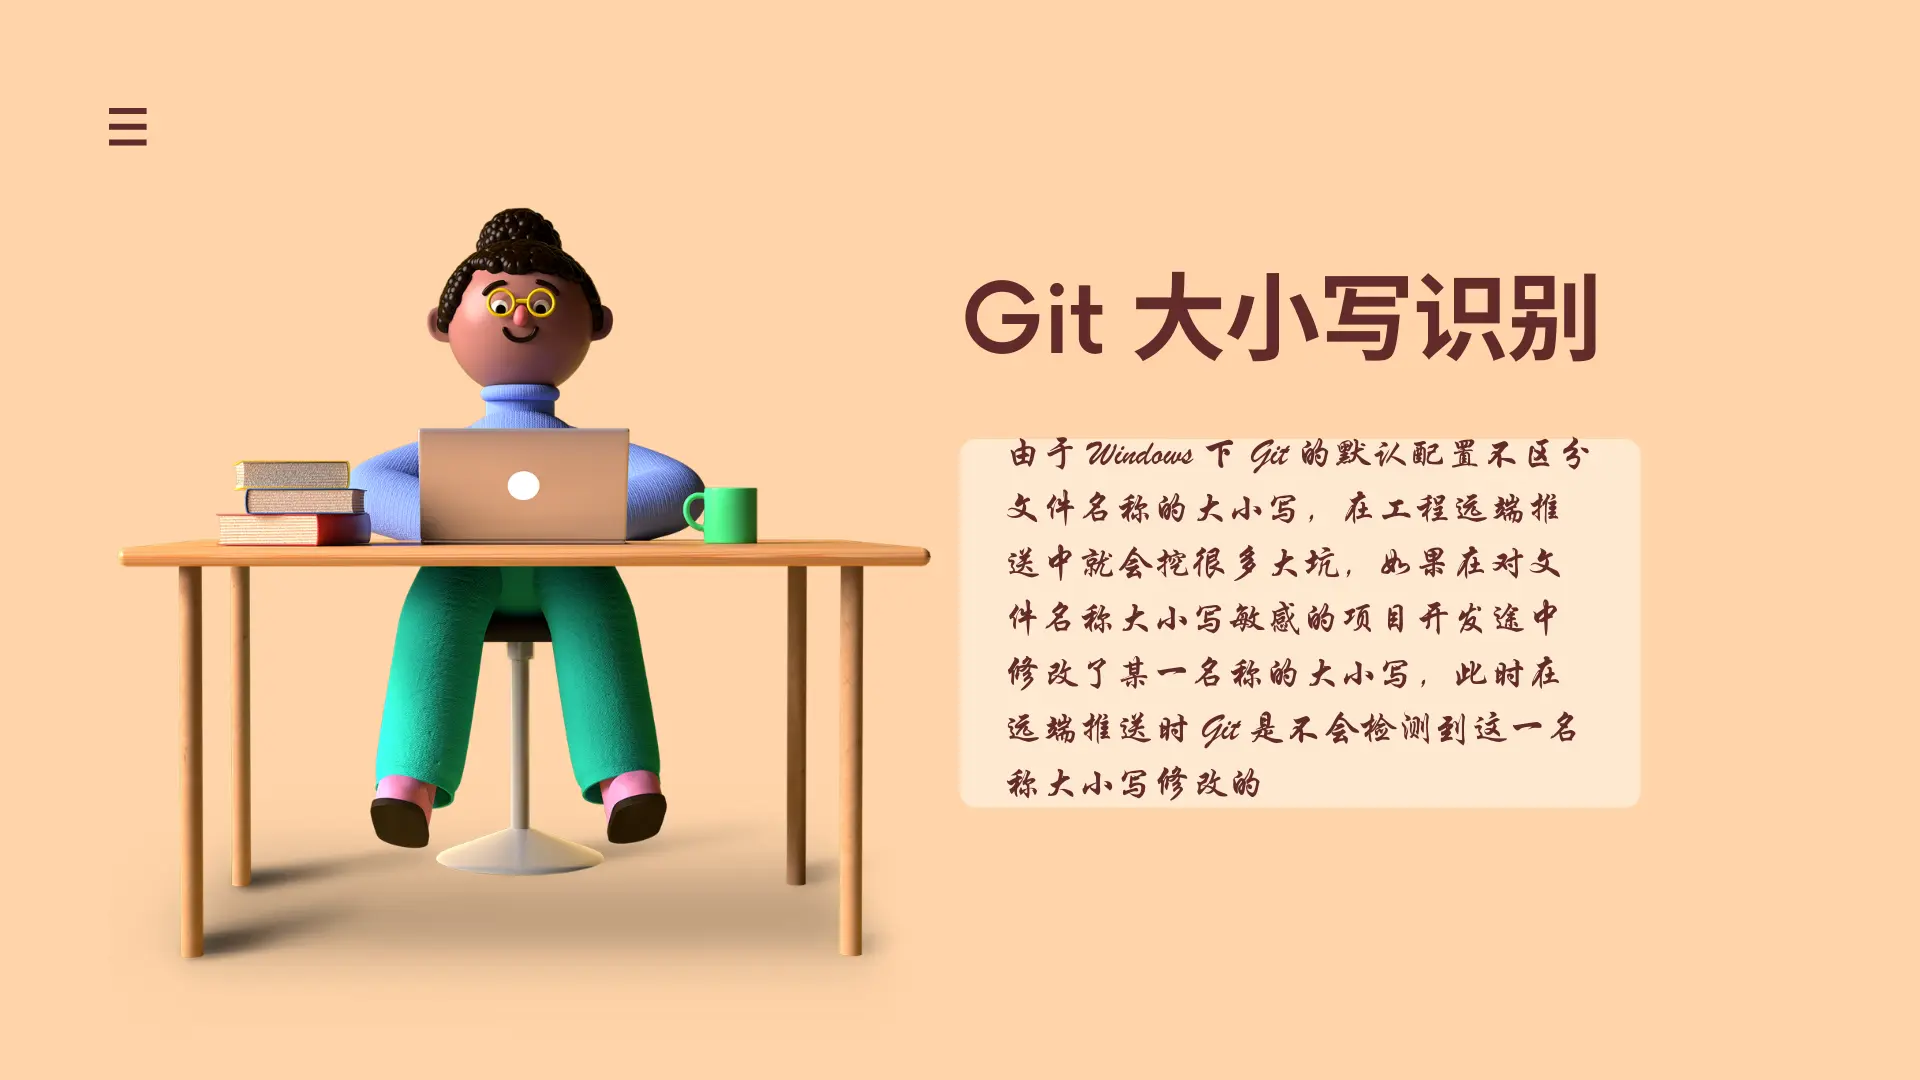 Git 大小写识别
由于 Windows 下 Git 的默认配置不区分
文件名称的大小写，在工程远端推
送中就会挖很多大坑，如果在对文
件名称大小写敏感的项目开发途中
修改了某一名称的大小写，此时在
远端推送时 Git 是不会检测到这一名
称大小写修改的